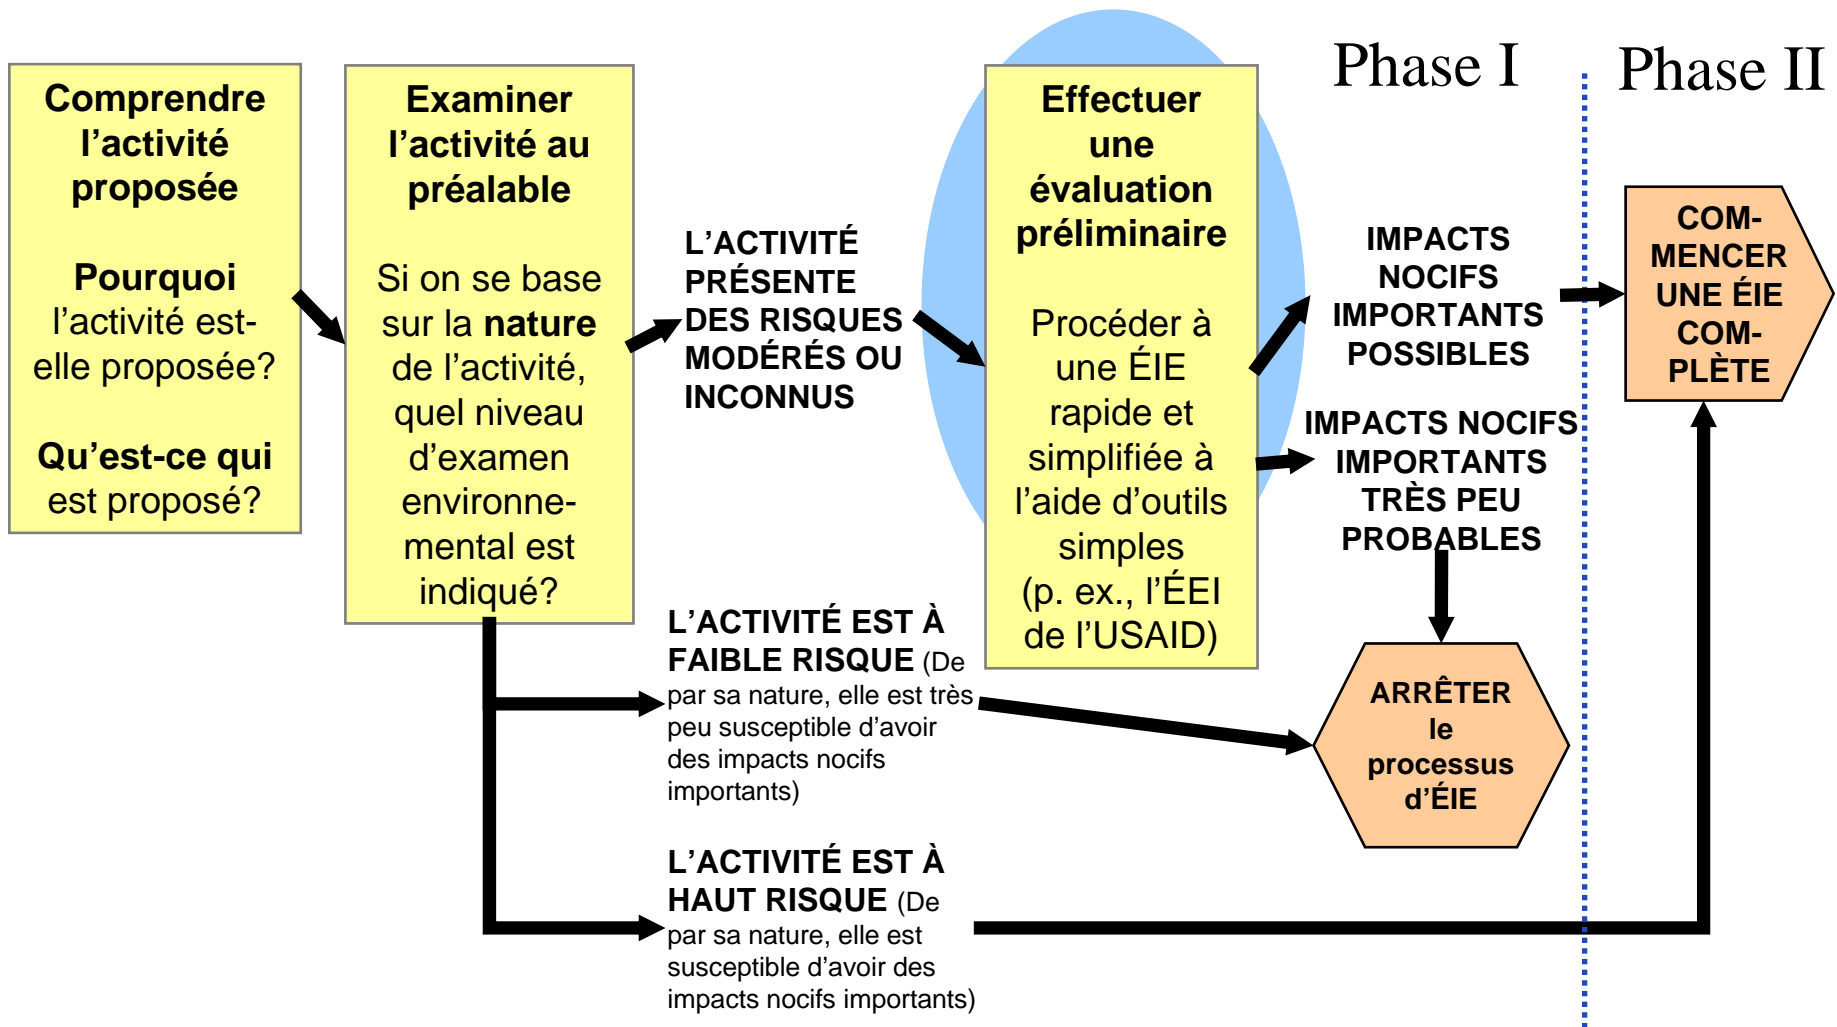 Phase I
Phase II
Comprendre
l’activité
proposée
Pourquoi
l’activité est-
elle proposée?
Qu’est-ce qui
est proposé?
Examiner
l’activité au
préalable
Si on se base
sur la nature
de l’activité,
quel niveau
d’examen
environne-
mental est
indiqué?
L’ACTIVITÉ
PRÉSENTE
DES RISQUES
MODÉRÉS OU
INCONNUS
L’ACTIVITÉ EST À
FAIBLE RISQUE (De
par sa nature, elle est très
peu susceptible d’avoir
des impacts nocifs
importants)
L’ACTIVITÉ EST À
HAUT RISQUE (De
par sa nature, elle est
susceptible d’avoir des
impacts nocifs importants)
Effectuer
une
évaluation
préliminaire
Procéder à
une ÉIE
rapide et
simplifiée à
l’aide d’outils
simples
(p. ex., l’ÉEI
de l’USAID)
IMPACTS
NOCIFS
IMPORTANTS
POSSIBLES
IMPACTS NOCIFS
IMPORTANTS
TRÈS PEU
PROBABLES
ARRÊTER
le
processus
d’ÉIE
COM-
MENCER
UNE ÉIE
COM-
PLÈTE